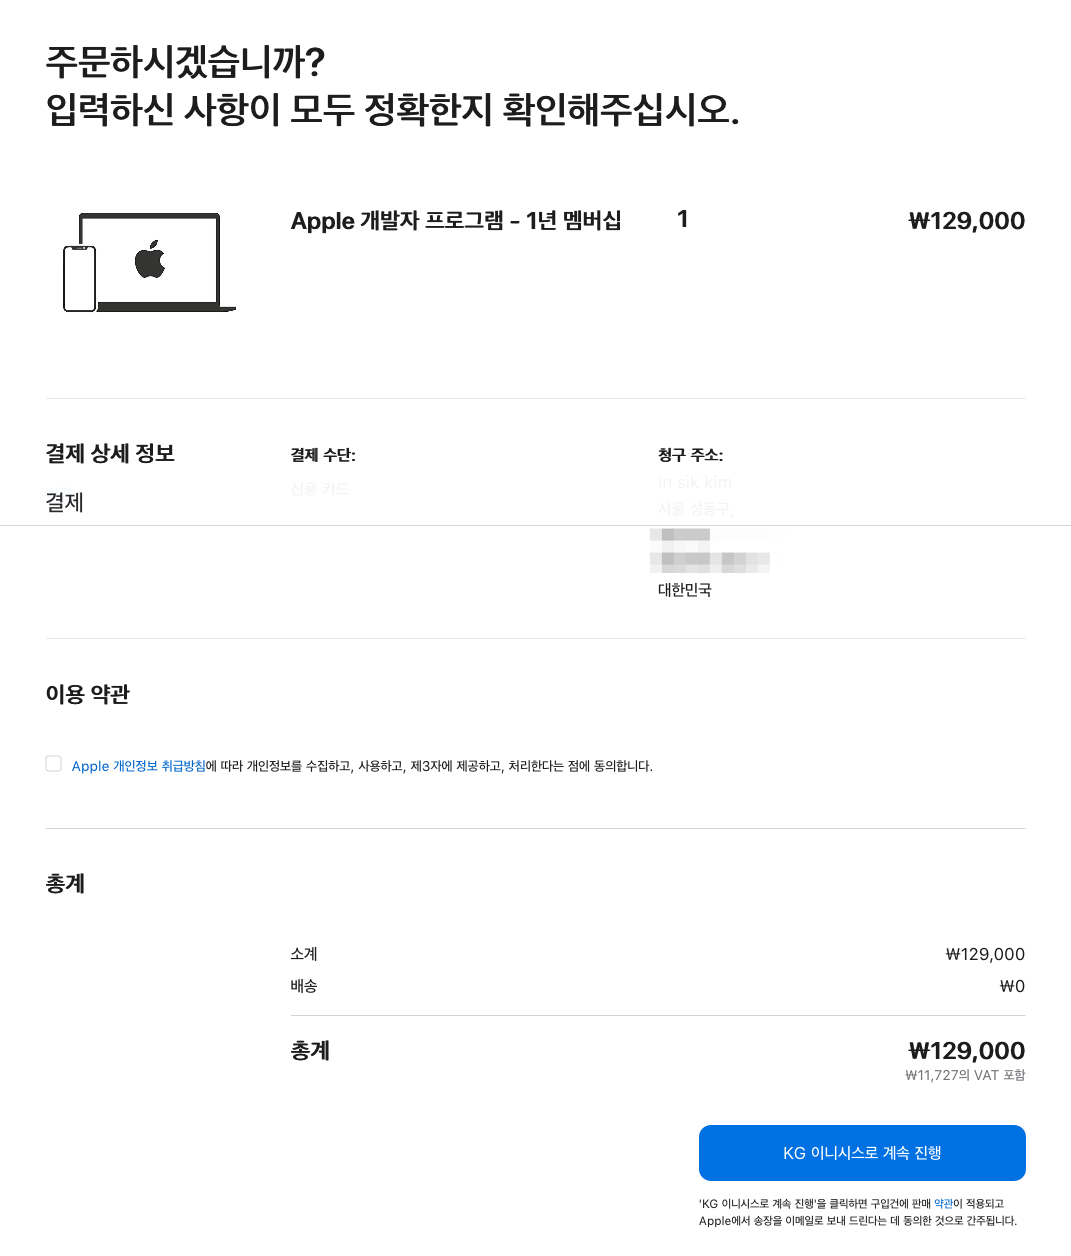 주문하시겠습니까?
입력하신 사항이 모두 정확한지 확인해주십시오.
Apple 개발자 프로그램 - 1년 멤버십 1 ₩129,000
결제 상세 정보
결제
결제 수단:
신용 카드
청구 주소:
in sik kim
서울 성동구,
대한민국
이용 약관
Apple 개인정보 취급방침에 따라 개인정보를 수집하고, 사용하고, 제3자에 제공하고, 처리한다는 점에 동의합니다.
총계
소계 ₩129,000
배송 ₩0
총계 ₩129,000
₩11,727의 VAT 포함
KG 이니시스로 계속 진행
'KG 이니시스로 계속 진행'을 클릭하면 구입건에 판매 약관이 적용되고
Apple에서 송장을 이메일로 보내 드린다는 데 동의한 것으로 간주됩니다.